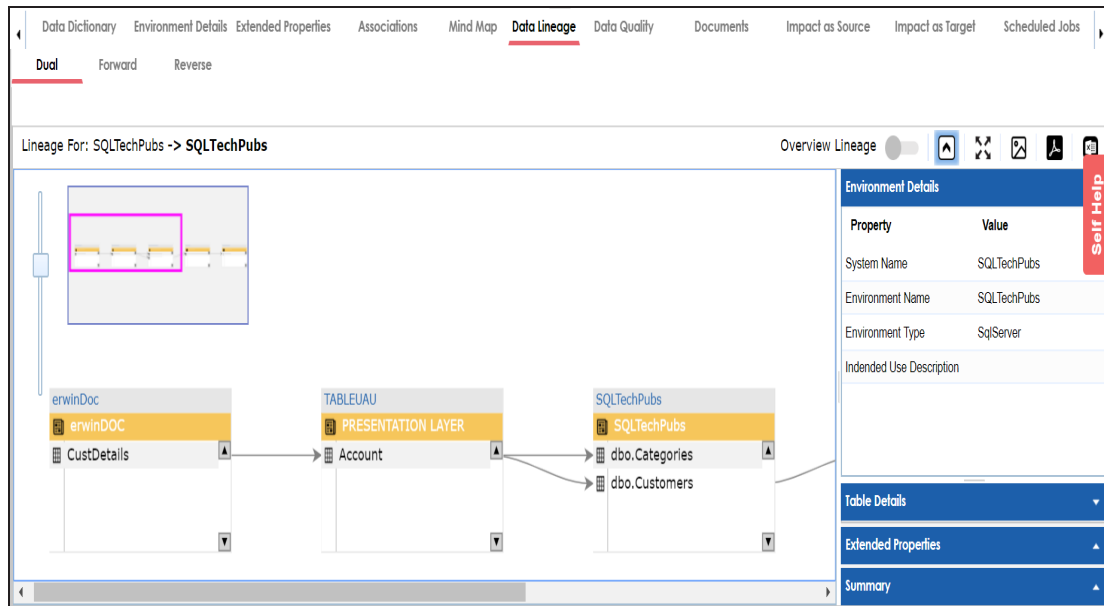 Data Dictionary Environment Details Extended Properties Associations Mind Map Data Lineage Data Quality Documents Impact as Source Impact as Target Scheduled Jobs
Dual Forward Reverse
Lineage For: SQLTechPubs -> SQLTechPubs
Overview Lineage
Self Help
Environment Details
Property Value
System Name SQLTechPubs
Environment Name SQLTechPubs
Environment Type SqlServer
Indended Use Description
erwinDoc
erwinDOC
CustDetails
TABLEUAU
PRESENTATION LAYER
Account
SQLTechPubs
SQLTechPubs
dbo.Categories
dbo.Customers
Table Details
Extended Properties
Summary